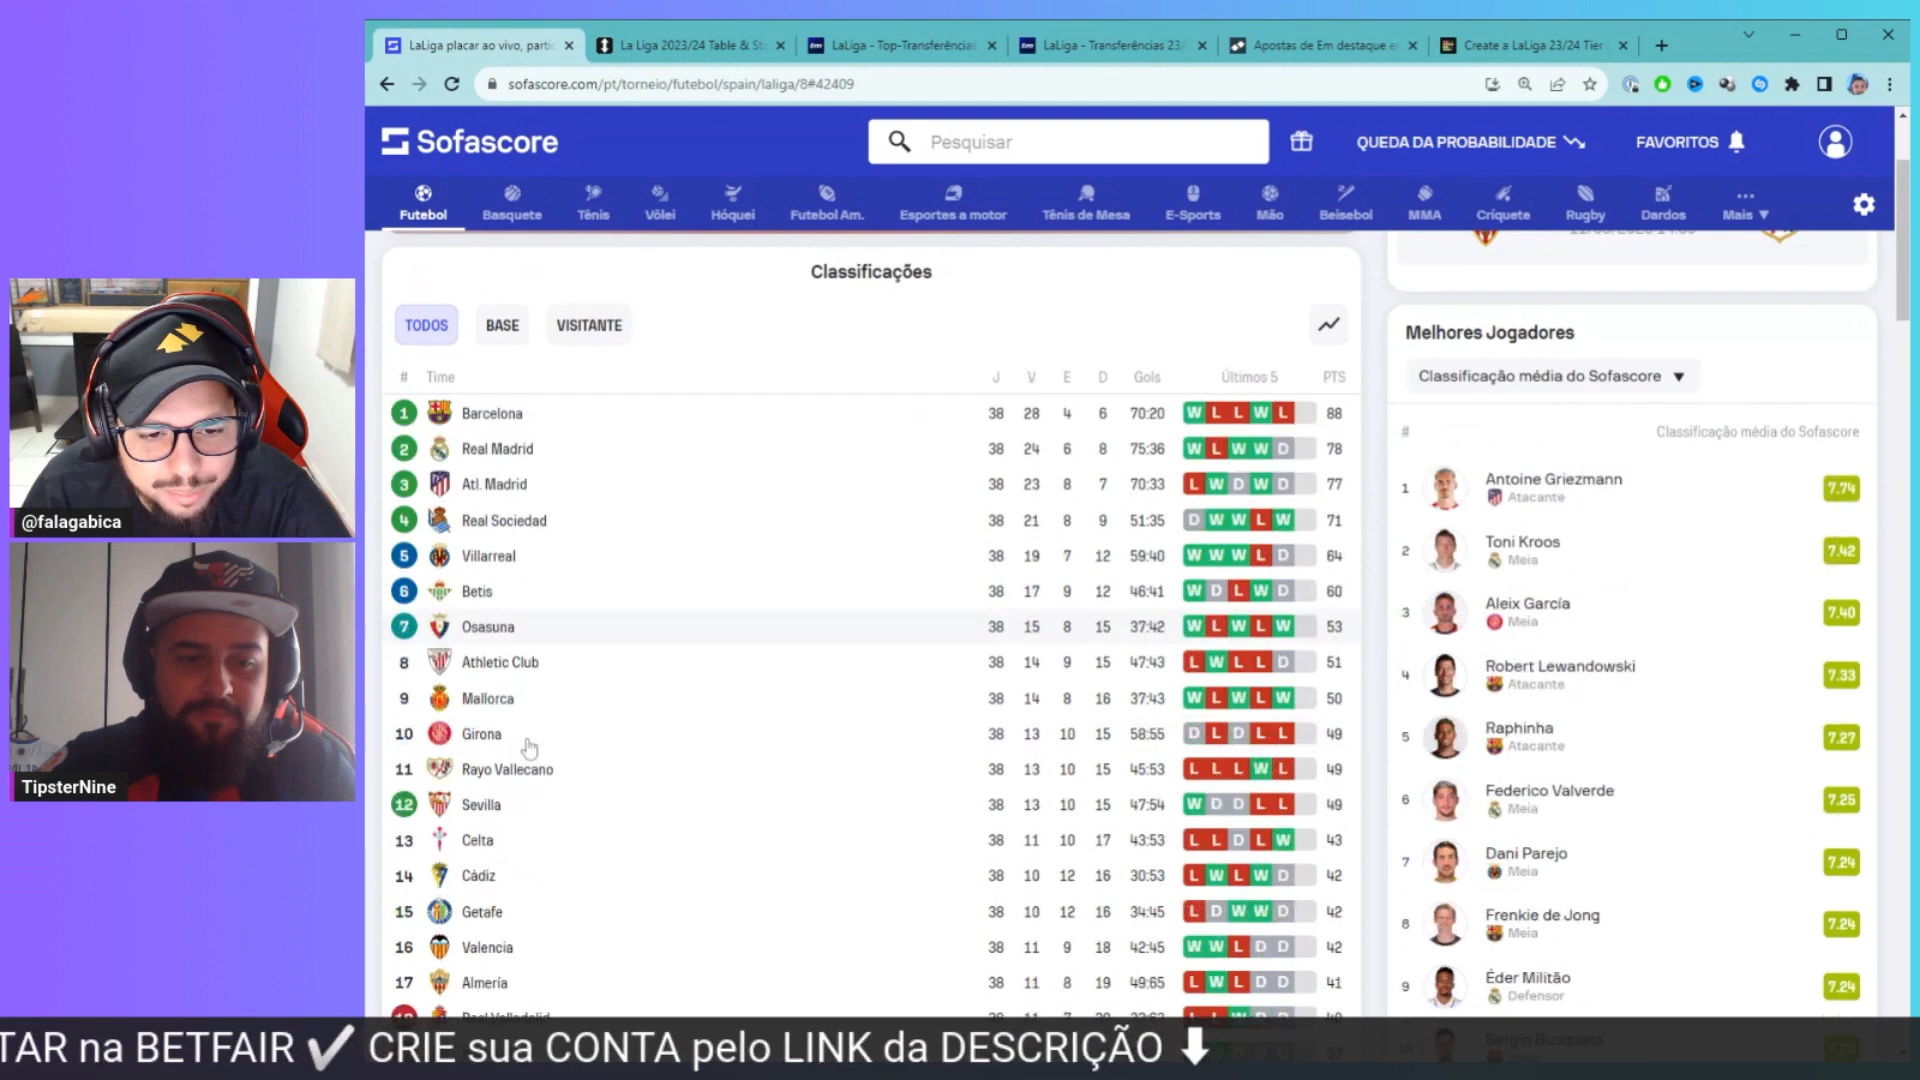 LaLiga placar ao vivo, partic
La Liga 2023/24 Table & St
LaLiga - Top-Transferências
LaLiga - Transferências 23/
Apostas de Em destaque e
Create a LaLiga 23/24 Tier
sofascore.com/pt/torneio/futebol/spain/laliga/8#42409
Sofascore
Pesquisar
QUEDA DA PROBABILIDADE
FAVORITOS
Futebol Basquete Tênis Vôlei Hóquei Futebol Am. Esportes a motor Tênis de Mesa E-Sports Mão Beisebol MMA Críquete Rugby Dardos Mais ▼
Classificações
TODOS BASE VISITANTE
# Time J V E D Gols Últimos 5 PTS
1 Barcelona 38 28 4 6 70:20 W L L W L 88
2 Real Madrid 38 24 6 8 75:36 W L W W D 78
3 Atl. Madrid 38 23 8 7 70:33 L W D W D 77
4 Real Sociedad 38 21 8 9 51:35 D W W L W 71
5 Villarreal 38 19 7 12 59:40 W W W L D 64
6 Betis 38 17 9 12 46:41 W D L W D 60
7 Osasuna 38 15 8 15 37:42 W L W L W 53
8 Athletic Club 38 14 9 15 47:43 L W L L D 51
9 Mallorca 38 14 8 16 37:43 W L W L W 50
10 Girona 38 13 10 15 58:55 D L D L L 49
11 Rayo Vallecano 38 13 10 15 45:53 L L L W L 49
12 Sevilla 38 13 10 15 47:54 W D D L L 49
13 Celta 38 11 10 17 43:53 L L D L W 43
14 Cádiz 38 10 12 16 30:53 L W L W D 42
15 Getafe 38 10 12 16 34:45 L D W W D 42
16 Valencia 38 11 9 18 42:45 W W L D D 42
17 Almería 38 11 8 19 49:65 L W L D D 41
Melhores Jogadores
Classificação média do Sofascore ▼
# Classificação média do Sofascore
1 Antoine Griezmann 7.74
Atacante
2 Toni Kroos 7.42
Meia
3 Aleix García 7.40
Meia
4 Robert Lewandowski 7.33
Atacante
5 Raphinha 7.27
Atacante
6 Federico Valverde 7.25
Meia
7 Dani Parejo 7.24
Meia
8 Frenkie de Jong 7.24
Meia
9 Éder Militão 7.24
Defensor
@falagabica
TipsterNine
TAR na BETFAIR ✔ CRIE sua CONTA pelo LINK da DESCRIÇÃO ⬇